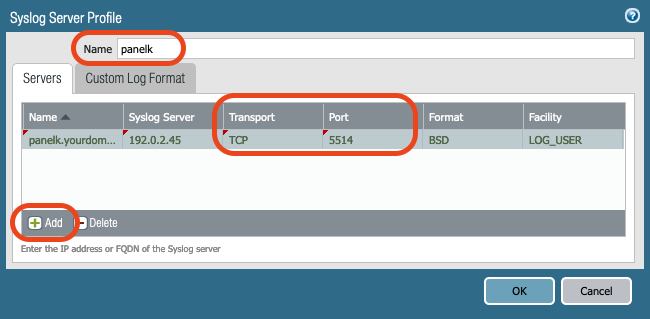 Syslog Server Profile
Name panelk
Servers Custom Log Format
Name Syslog Server Transport Port Format Facility
panelk.yourdom... 192.0.2.45 TCP 5514 BSD LOG_USER
Add Delete
Enter the IP address or FQDN of the Syslog server
OK Cancel